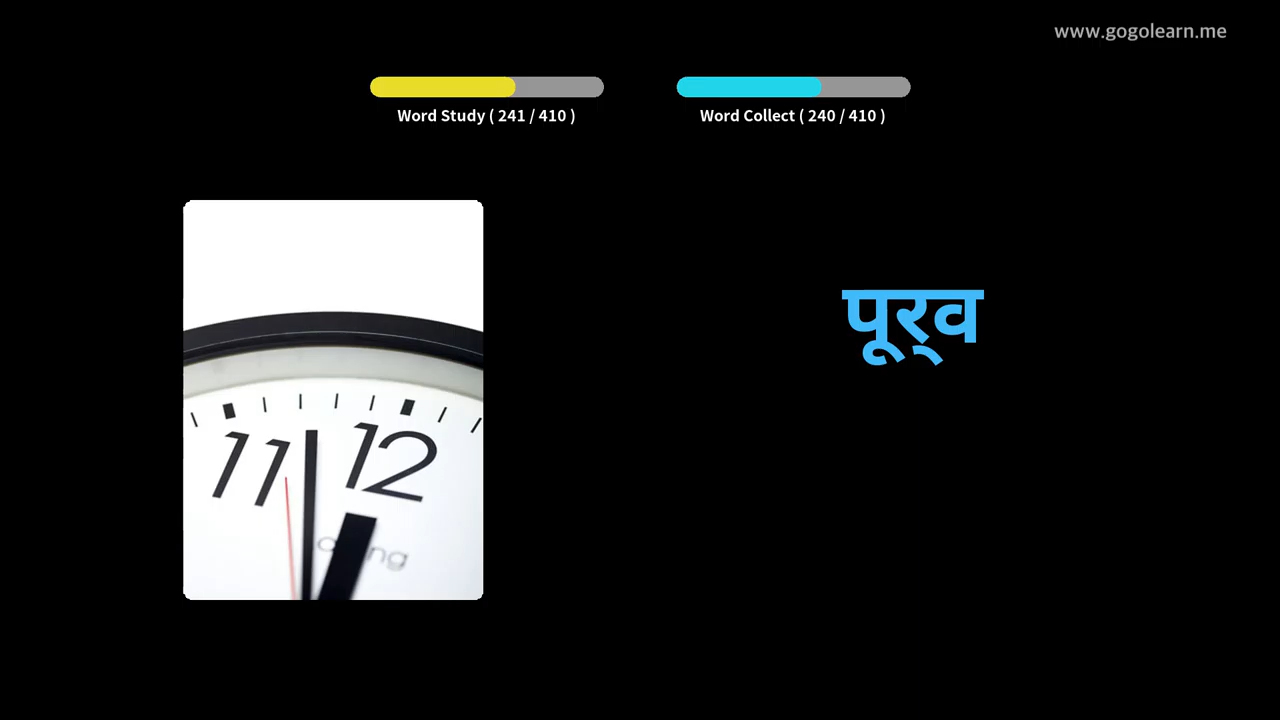 www.gogolearn.me
Word Study ( 241 / 410 )
Word Collect ( 240 / 410 )
पूर्‌व
11 12